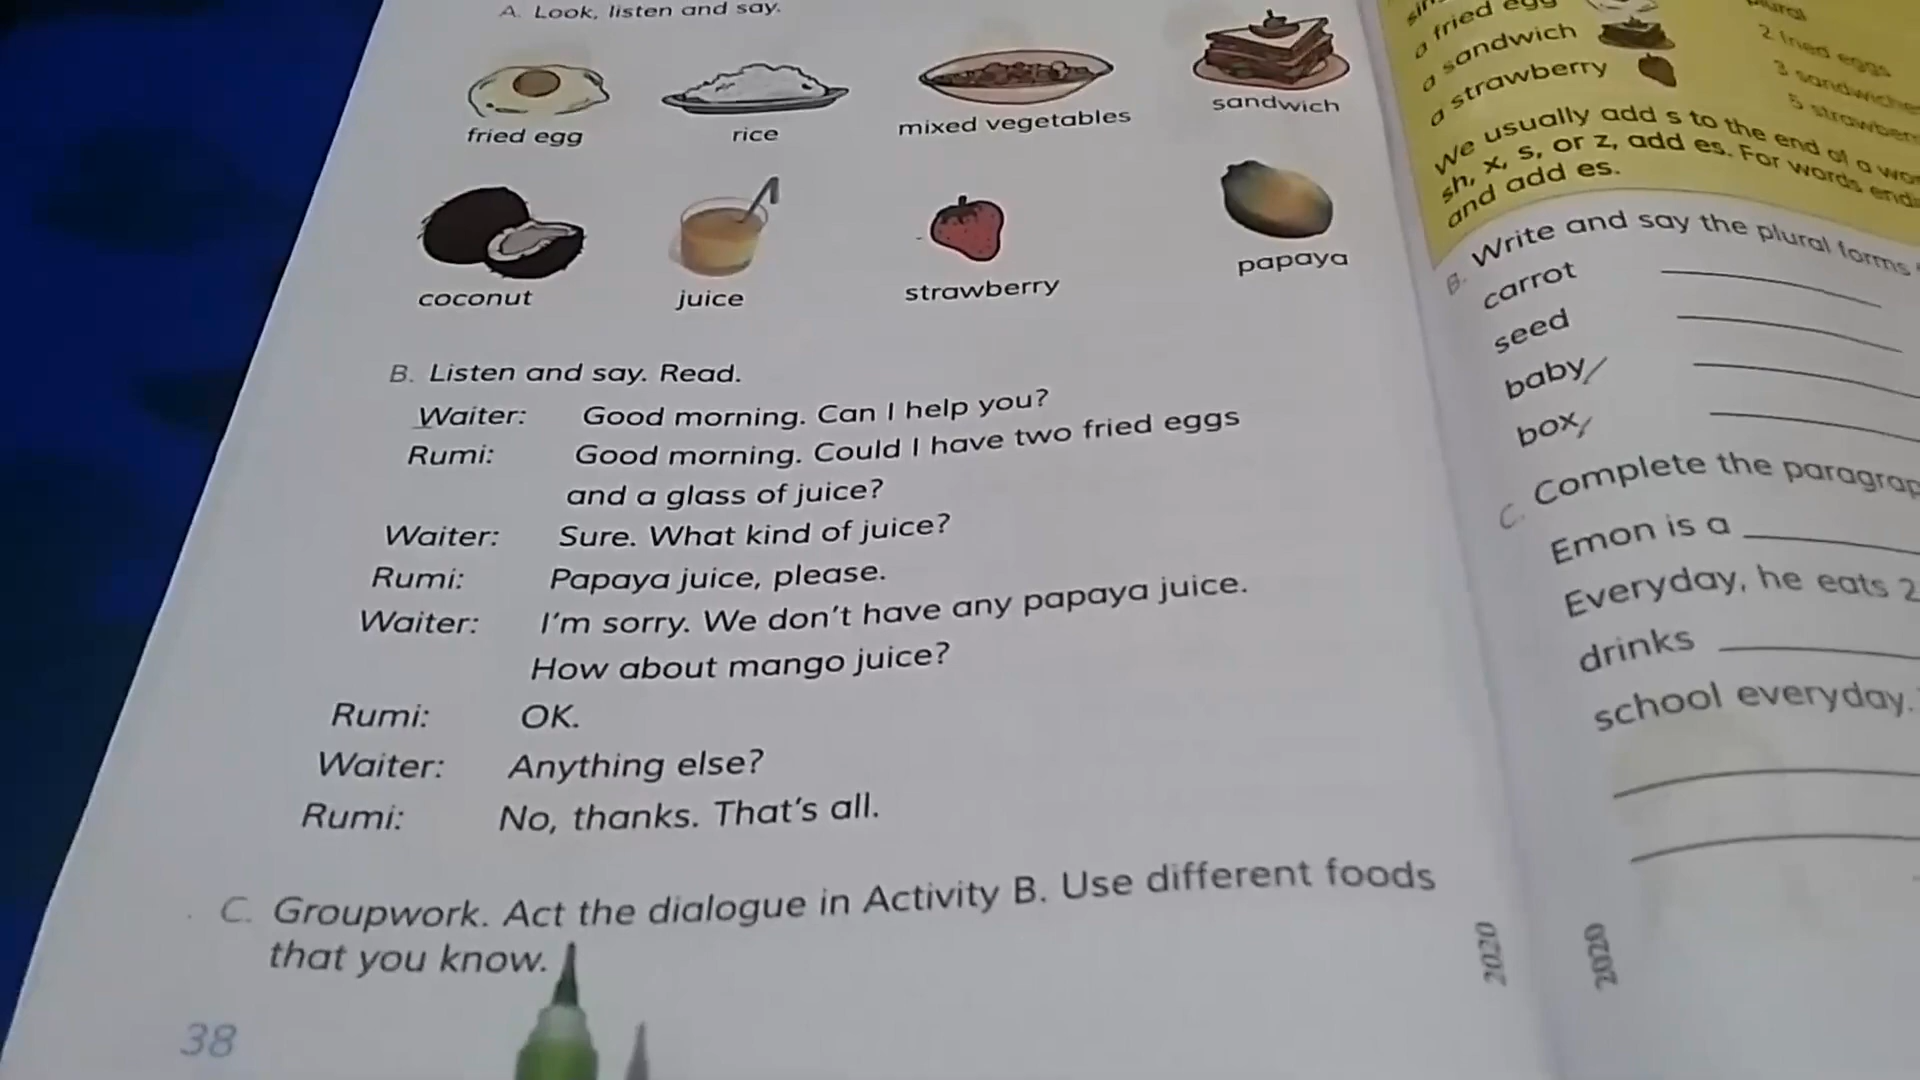 A. Look, listen and say.
fried egg
rice
mixed vegetables
sandwich
coconut
juice
strawberry
papaya
B. Listen and say. Read.
Waiter: Good morning. Can I help you?
Rumi: Good morning. Could I have two fried eggs
and a glass of juice?
Waiter: Sure. What kind of juice?
Rumi: Papaya juice, please.
Waiter: I'm sorry. We don't have any papaya juice.
How about mango juice?
Rumi: OK.
Waiter: Anything else?
Rumi: No, thanks. That's all.
C. Groupwork. Act the dialogue in Activity B. Use different foods
that you know.
38
2020
a fried egg
2 fried eggs
a sandwich
3
a strawberry
5
We usually add s to the end of a
sh, x, s, or z, add es. For words
and add es.
B. Write and say the plural forms
carrot
seed
baby
box
C. Complete the
Emon is a
Everyday, he eats 2
drinks
school everyday.
2020